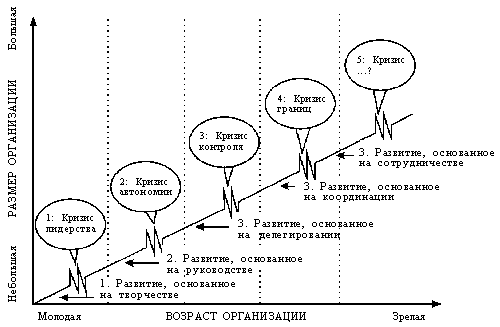 Большая
РАЗМЕР ОРГАНИЗАЦИИ
Небольшая
5: Кризис
...?
4: Кризис
границ
3: Кризис
контроля
2: Кризис
автономии
1: Кризис
лидерства
3. Развитие, основанное
на сотрудничестве
3. Развитие, основанное
на координации
3. Развитие, основанное
на делегировании
2. Развитие, основанное
на руководстве
1. Развитие, основанное
на творчестве
Молодая
ВОЗРАСТ ОРГАНИЗАЦИИ
Зрелая